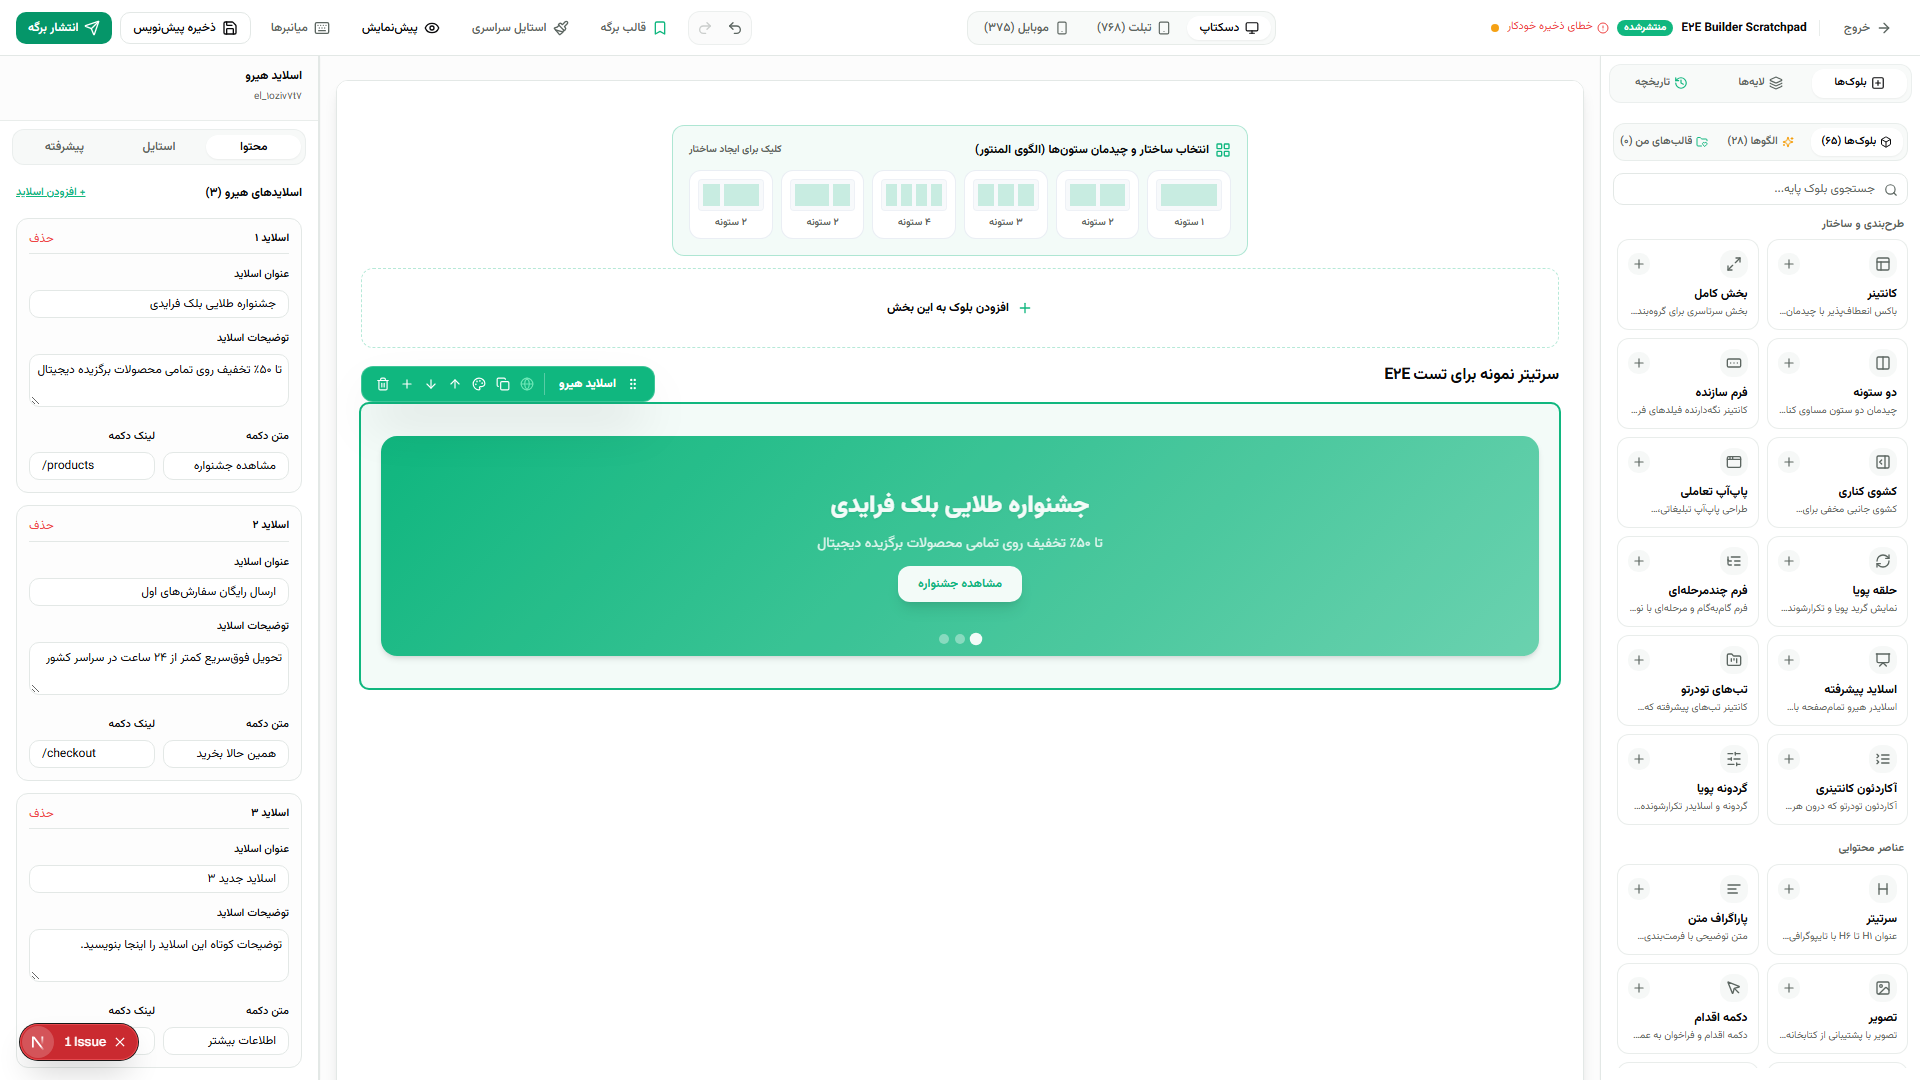 خروج
E2E Builder Scratchpad
منتشرشده
خطای ذخیره خودکار
دسکتاپ
تبلت (۷۶۸)
موبایل (۳۷۵)
قالب برگه
استایل سراسری
پیش‌نمایش
میانبرها
ذخیره پیش‌نویس
انتشار برگه
بلوک‌ها
لایه‌ها
تاریخچه
بلوک‌ها (۶۵)
الگوها (۲۸)
قالب‌های من (۰)
جستجوی بلوک پایه...
طرح‌بندی و ساختار
کانتینر
باکس انعطاف‌پذیر با چیدمان...
بخش کامل
بخش سرتاسری برای گروه‌بند...
دو ستونه
چیدمان دو ستون مساوی کنا...
فرم سازنده
کانتینر نگه‌دارنده فیلدهای فر...
کشوی کناری
کشوی جانبی مخفی برای...
پاپ‌آپ تعاملی
طراحی پاپ‌آپ تبلیغاتی،...
حلقه پویا
نمایش گرید پویا و تکرارشوند...
فرم چندمرحله‌ای
فرم گام‌به‌گام و مرحله‌ای با نو...
اسلاید پیشرفته
اسلایدر هیرو تمام‌صفحه با...
تب‌های تودرتو
کانتینر تب‌های پیشرفته که...
آکاردئون کانتینری
آکاردئون تودرتو که درون هر...
گردونه پویا
گردونه و اسلایدر تکرارشونده...
عناصر محتوایی
سرتیتر
عنوان H1 تا H6 با تایپوگرافی...
پاراگراف متن
متن توضیحی با فرمت‌بندی...
تصویر
تصویر با پشتیبانی از کتابخانه...
دکمه اقدام
دکمه اقدام و فراخوان به عم...
انتخاب ساختار و چیدمان ستون‌ها (الگوی المنتور)
کلیک برای ایجاد ساختار
۱ ستونه
۲ ستونه
۳ ستونه
۴ ستونه
۲ ستونه
۲ ستونه
افزودن بلوک به این بخش
سرتیتر نمونه برای تست E2E
اسلاید هیرو
جشنواره طلایی بلک فرایدی
تا ۵۰٪ تخفیف روی تمامی محصولات برگزیده دیجیتال
مشاهده جشنواره
اسلاید هیرو
el_1oziv7t7
محتوا
استایل
پیشرفته
اسلایدهای هیرو (۳)
+ افزودن اسلاید
اسلاید ۱
حذف
عنوان اسلاید
جشنواره طلایی بلک فرایدی
توضیحات اسلاید
تا ۵۰٪ تخفیف روی تمامی محصولات برگزیده دیجیتال
متن دکمه
لینک دکمه
مشاهده جشنواره
/products
اسلاید ۲
حذف
عنوان اسلاید
ارسال رایگان سفارش‌های اول
توضیحات اسلاید
تحویل فوق‌سریع کمتر از ۲۴ ساعت در سراسر کشور
متن دکمه
لینک دکمه
همین حالا بخرید
/checkout
اسلاید ۳
حذف
عنوان اسلاید
اسلاید جدید ۳
توضیحات اسلاید
توضیحات کوتاه این اسلاید را اینجا بنویسید.
متن دکمه
لینک دکمه
اطلاعات بیشتر
N 1 Issue